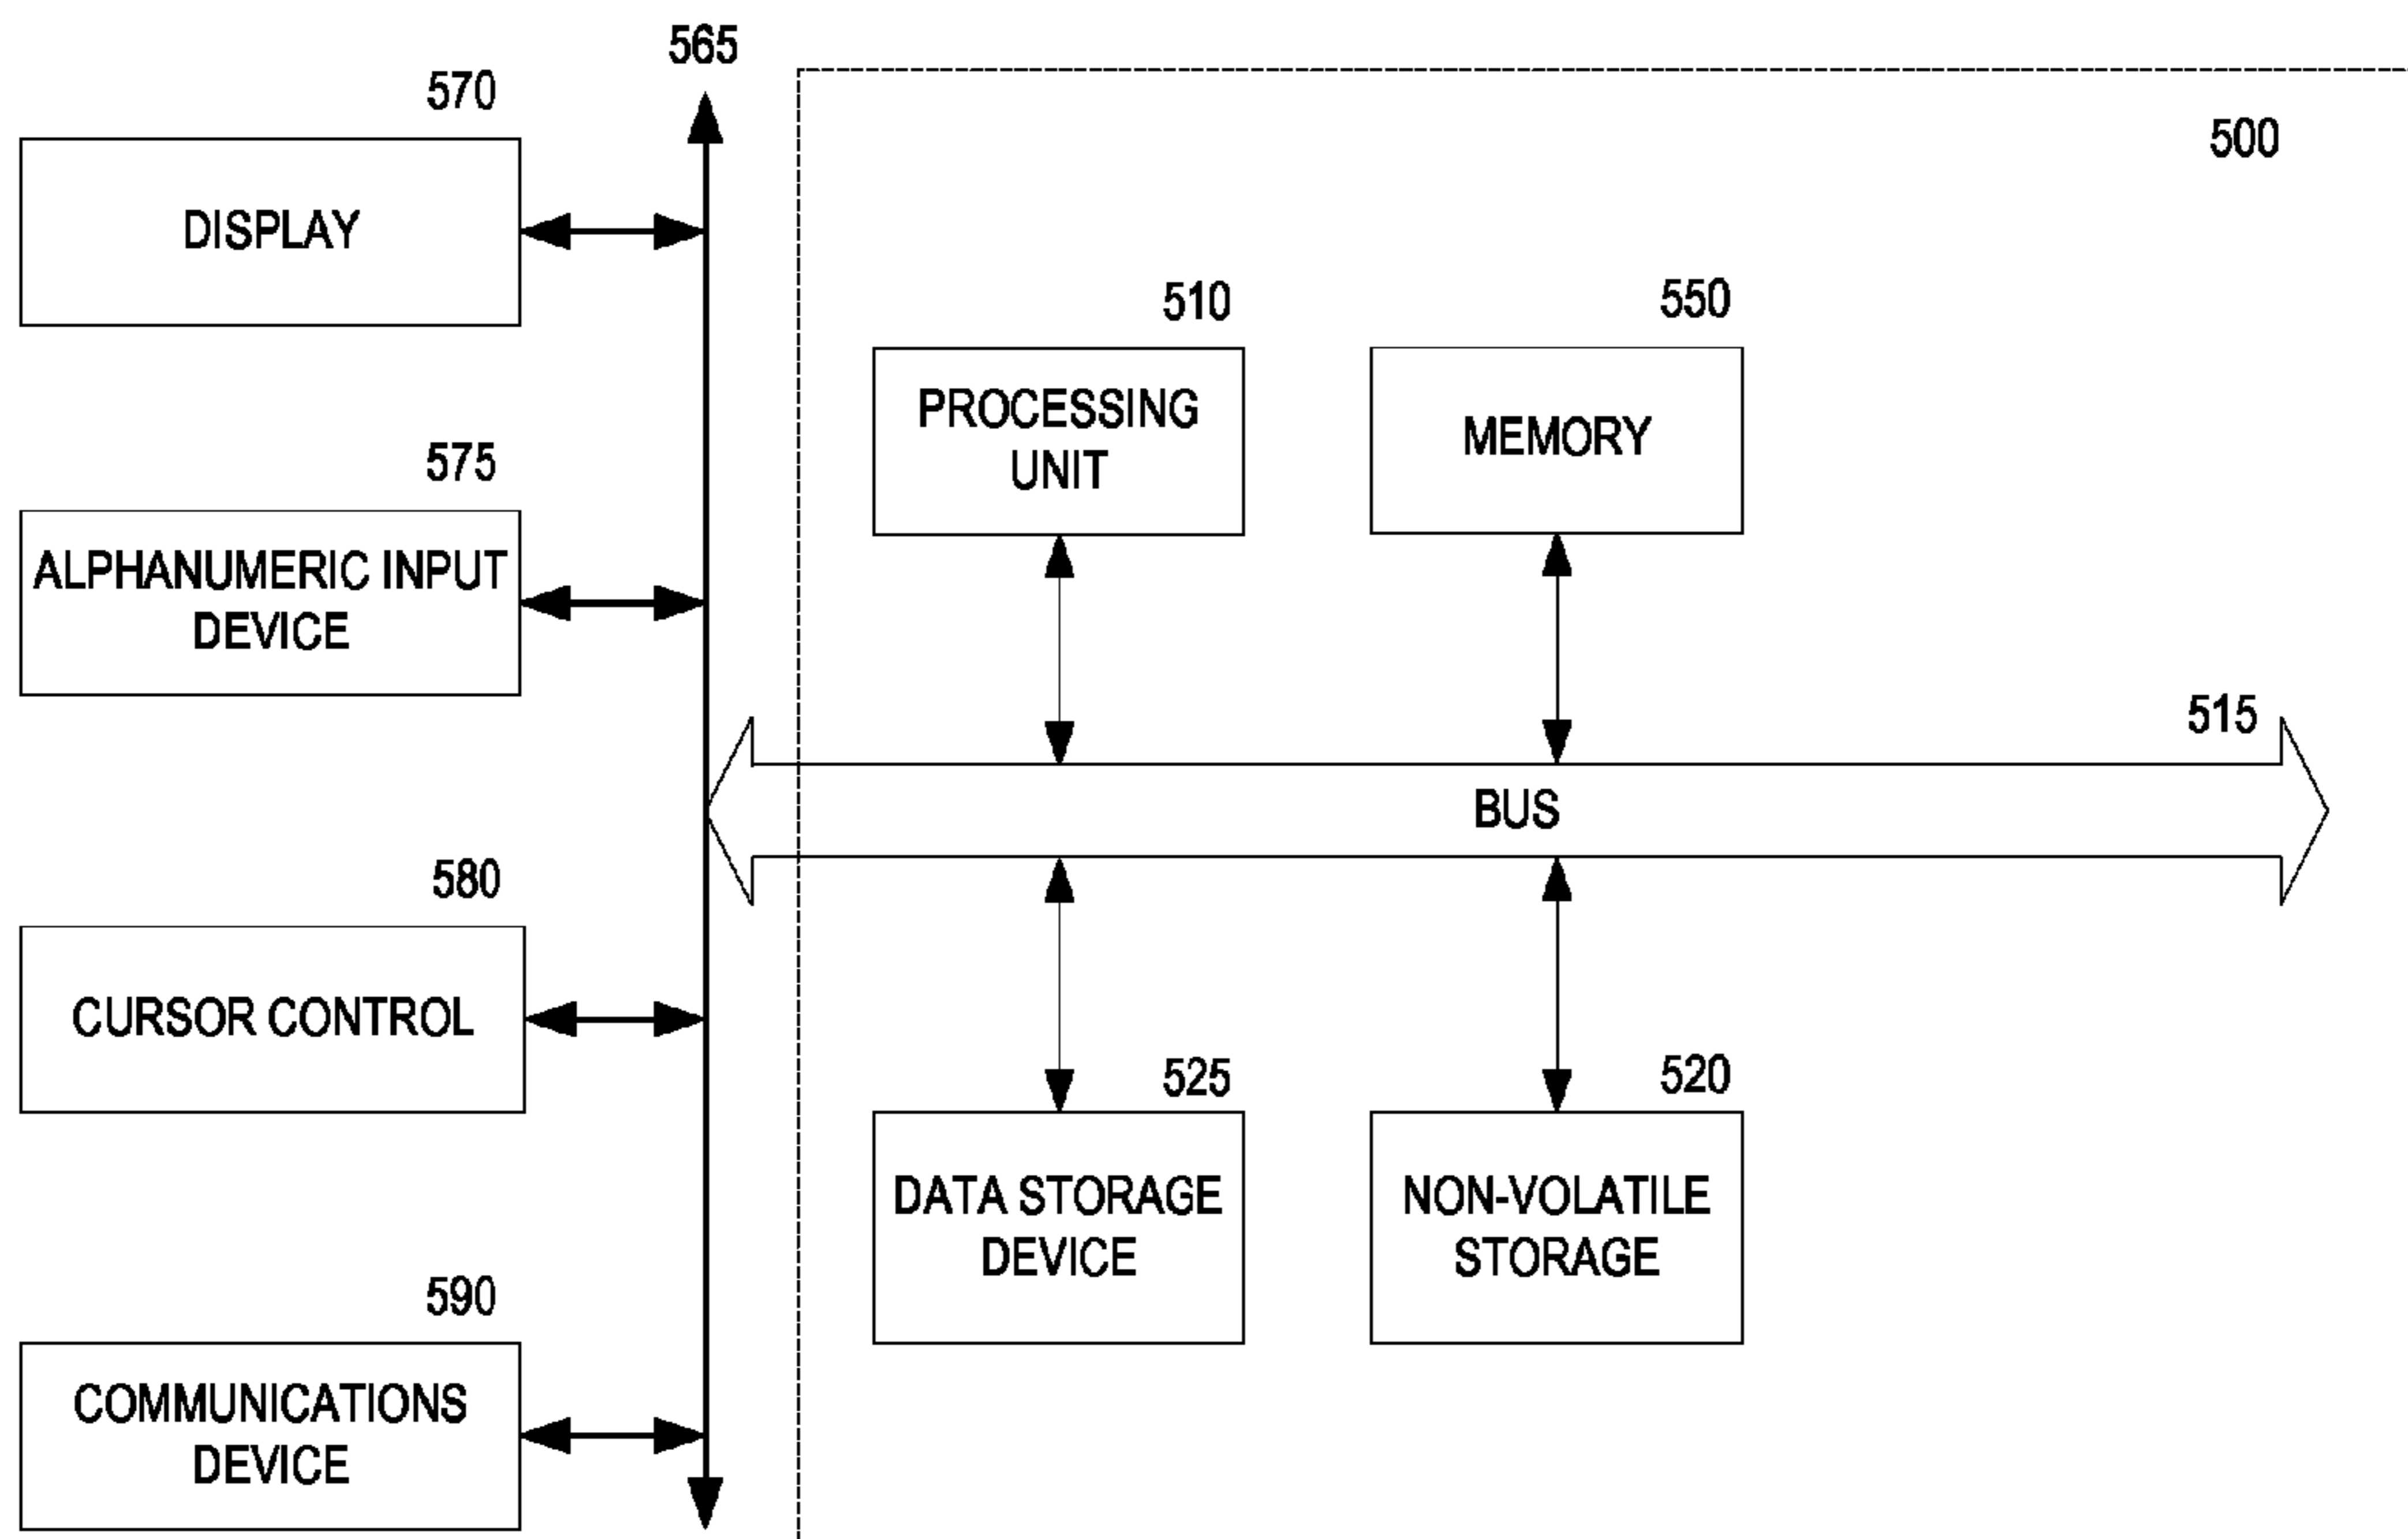 565
570
500
DISPLAY
510
550
PROCESSING
UNIT
MEMORY
575
ALPHANUMERIC INPUT
DEVICE
515
BUS
580
CURSOR CONTROL
525
520
DATA STORAGE
DEVICE
NON-VOLATILE
STORAGE
590
COMMUNICATIONS
DEVICE